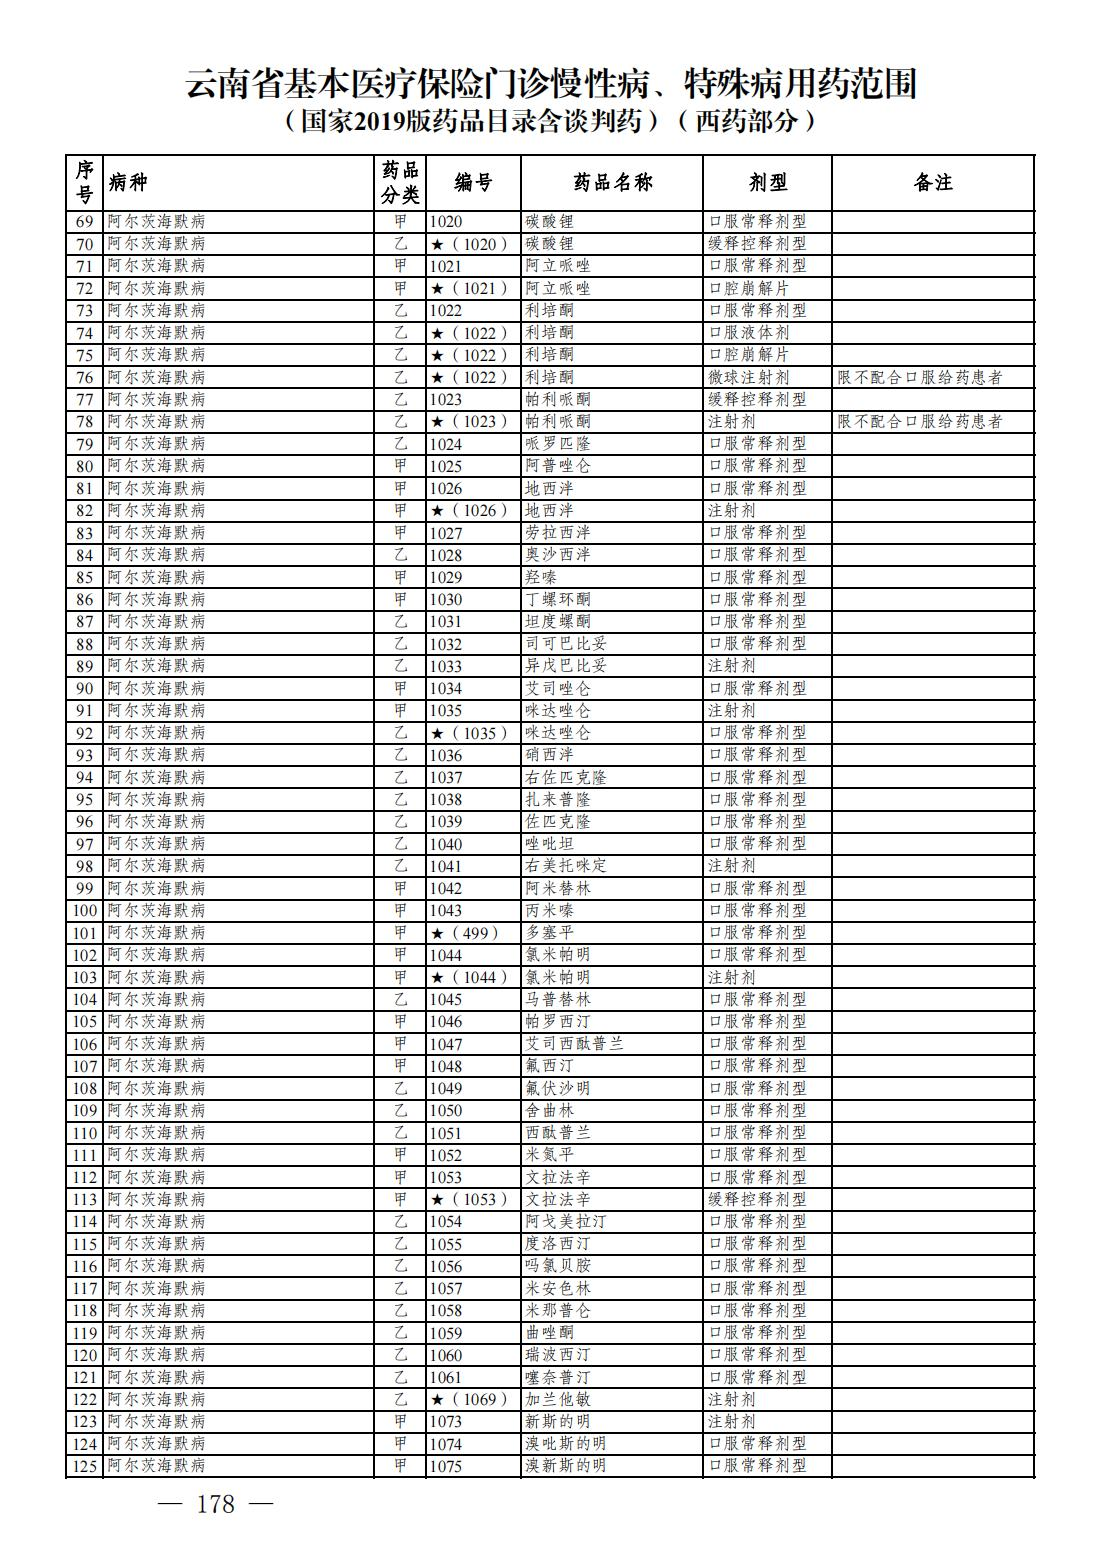 云南省基本医疗保险门诊慢性病、特殊病用药范围
（国家2019版药品目录含谈判药）（西药部分）
序号 病种 药品分类 编号 药品名称 剂型 备注
69 阿尔茨海默病 甲 1020 碳酸锂 口服常释剂型
70 阿尔茨海默病 乙 ★（1020） 碳酸锂 缓释控释剂型
71 阿尔茨海默病 甲 1021 阿立哌唑 口服常释剂型
72 阿尔茨海默病 甲 ★（1021） 阿立哌唑 口腔崩解片
73 阿尔茨海默病 乙 1022 利培酮 口服常释剂型
74 阿尔茨海默病 乙 ★（1022） 利培酮 口服液体剂
75 阿尔茨海默病 乙 ★（1022） 利培酮 口腔崩解片
76 阿尔茨海默病 乙 ★（1022） 利培酮 微球注射剂 限不配合口服给药患者
77 阿尔茨海默病 乙 1023 帕利哌酮 缓释控释剂型
78 阿尔茨海默病 乙 ★（1023） 帕利哌酮 注射剂 限不配合口服给药患者
79 阿尔茨海默病 乙 1024 哌罗匹隆 口服常释剂型
80 阿尔茨海默病 甲 1025 阿普唑仑 口服常释剂型
81 阿尔茨海默病 甲 1026 地西泮 口服常释剂型
82 阿尔茨海默病 甲 ★（1026） 地西泮 注射剂
83 阿尔茨海默病 甲 1027 劳拉西泮 口服常释剂型
84 阿尔茨海默病 乙 1028 奥沙西泮 口服常释剂型
85 阿尔茨海默病 甲 1029 羟嗪 口服常释剂型
86 阿尔茨海默病 甲 1030 丁螺环酮 口服常释剂型
87 阿尔茨海默病 乙 1031 坦度螺酮 口服常释剂型
88 阿尔茨海默病 乙 1032 司可巴比妥 口服常释剂型
89 阿尔茨海默病 乙 1033 异戊巴比妥 注射剂
90 阿尔茨海默病 甲 1034 艾司唑仑 口服常释剂型
91 阿尔茨海默病 甲 1035 咪达唑仑 注射剂
92 阿尔茨海默病 乙 ★（1035） 咪达唑仑 口服常释剂型
93 阿尔茨海默病 乙 1036 硝西泮 口服常释剂型
94 阿尔茨海默病 乙 1037 右佐匹克隆 口服常释剂型
95 阿尔茨海默病 乙 1038 扎来普隆 口服常释剂型
96 阿尔茨海默病 乙 1039 佐匹克隆 口服常释剂型
97 阿尔茨海默病 乙 1040 唑吡坦 口服常释剂型
98 阿尔茨海默病 乙 1041 右美托咪定 注射剂
99 阿尔茨海默病 甲 1042 阿米替林 口服常释剂型
100 阿尔茨海默病 甲 1043 丙米嗪 口服常释剂型
101 阿尔茨海默病 甲 ★（499） 多塞平 口服常释剂型
102 阿尔茨海默病 甲 1044 氯米帕明 口服常释剂型
103 阿尔茨海默病 甲 ★（1044） 氯米帕明 注射剂
104 阿尔茨海默病 乙 1045 马普替林 口服常释剂型
105 阿尔茨海默病 甲 1046 帕罗西汀 口服常释剂型
106 阿尔茨海默病 甲 1047 艾司西酞普兰 口服常释剂型
107 阿尔茨海默病 甲 1048 氟西汀 口服常释剂型
108 阿尔茨海默病 乙 1049 氟伏沙明 口服常释剂型
109 阿尔茨海默病 乙 1050 舍曲林 口服常释剂型
110 阿尔茨海默病 乙 1051 西酞普兰 口服常释剂型
111 阿尔茨海默病 甲 1052 米氮平 口服常释剂型
112 阿尔茨海默病 甲 1053 文拉法辛 口服常释剂型
113 阿尔茨海默病 甲 ★（1053） 文拉法辛 缓释控释剂型
114 阿尔茨海默病 乙 1054 阿戈美拉汀 口服常释剂型
115 阿尔茨海默病 乙 1055 度洛西汀 口服常释剂型
116 阿尔茨海默病 乙 1056 吗氯贝胺 口服常释剂型
117 阿尔茨海默病 乙 1057 米安色林 口服常释剂型
118 阿尔茨海默病 乙 1058 米那普仑 口服常释剂型
119 阿尔茨海默病 乙 1059 曲唑酮 口服常释剂型
120 阿尔茨海默病 乙 1060 瑞波西汀 口服常释剂型
121 阿尔茨海默病 乙 1061 噻奈普汀 口服常释剂型
122 阿尔茨海默病 乙 ★（1069） 加兰他敏 注射剂
123 阿尔茨海默病 甲 1073 新斯的明 注射剂
124 阿尔茨海默病 甲 1074 溴吡斯的明 口服常释剂型
125 阿尔茨海默病 甲 1075 溴新斯的明 口服常释剂型
— 178 —